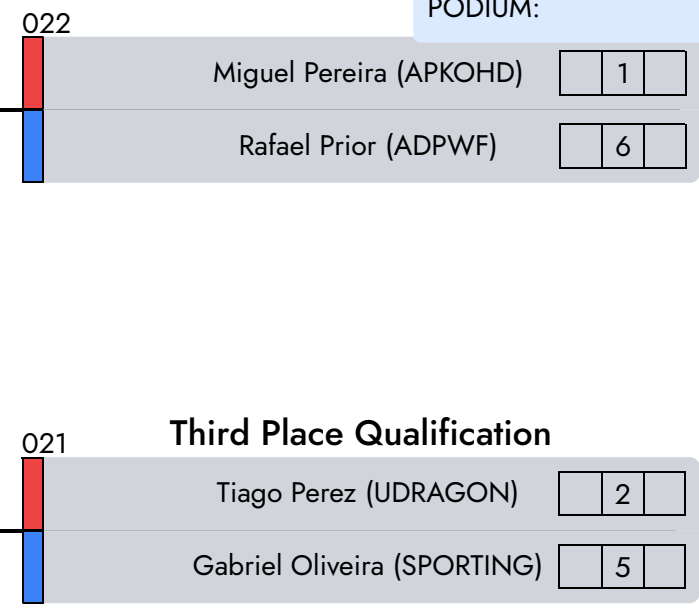 PODIUM:
022
Miguel Pereira (APKOHD) 1
Rafael Prior (ADPWF) 6
Third Place Qualification
021
Tiago Perez (UDRAGON) 2
Gabriel Oliveira (SPORTING) 5